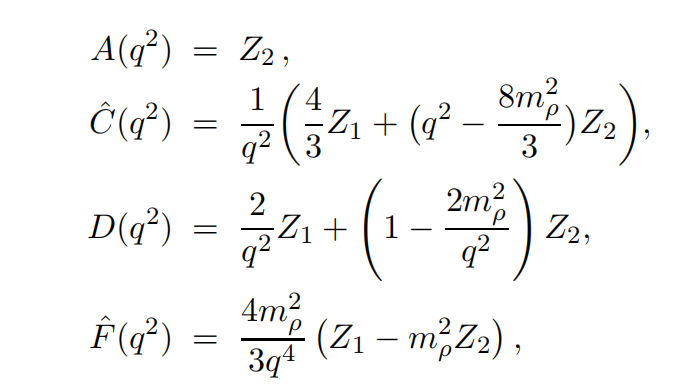 $A(q^2) = Z_2\,,$
$\hat{C}(q^2) = \frac{1}{q^2}\left(\frac{4}{3}Z_1 + (q^2 - \frac{8m_\rho^2}{3})Z_2\right),$
$D(q^2) = \frac{2}{q^2}Z_1 + \left(1 - \frac{2m_\rho^2}{q^2}\right)Z_2,$
$\hat{F}(q^2) = \frac{4m_\rho^2}{3q^4}\left(Z_1 - m_\rho^2 Z_2\right),$